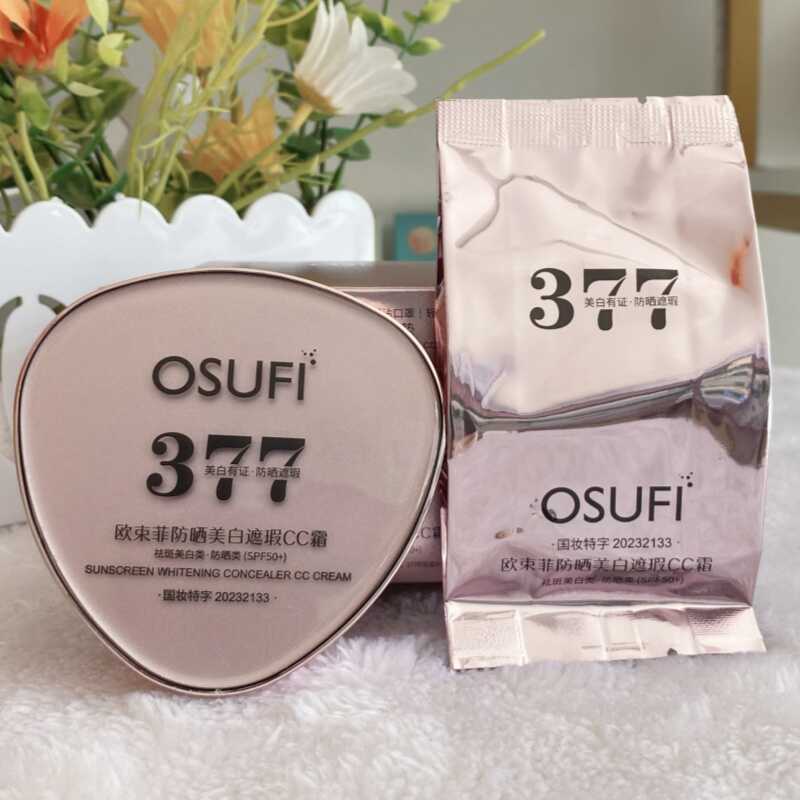 OSUFI
377
美白有证·防晒遮瑕
欧束菲防晒美白遮瑕CC霜
祛斑美白类·防晒类(SPF50+)
SUNSCREEN WHITENING CONCEALER CC CREAM
·国妆特字 20232133·
377
美白有证·防晒遮瑕
OSUFI
·国妆特字 20232133·
欧束菲防晒美白遮瑕CC霜
祛斑美白类·防晒类(SPF50+)
口罩